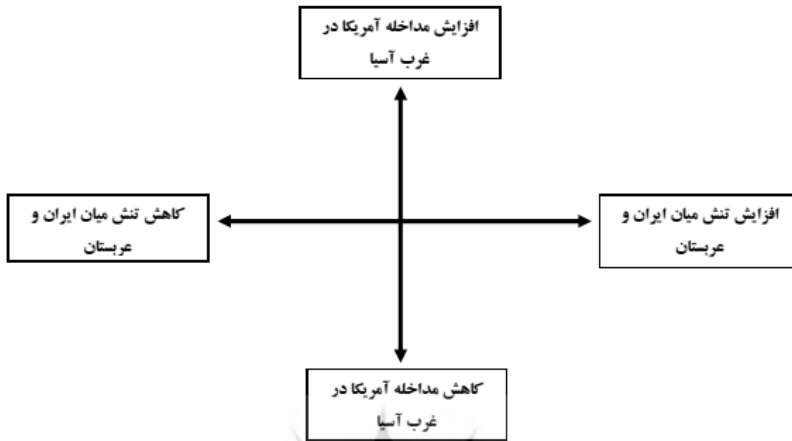 افزایش مداخله آمریکا در
غرب آسیا
افزایش تنش میان ایران و
عربستان
کاهش تنش میان ایران و
عربستان
کاهش مداخله آمریکا در
غرب آسیا